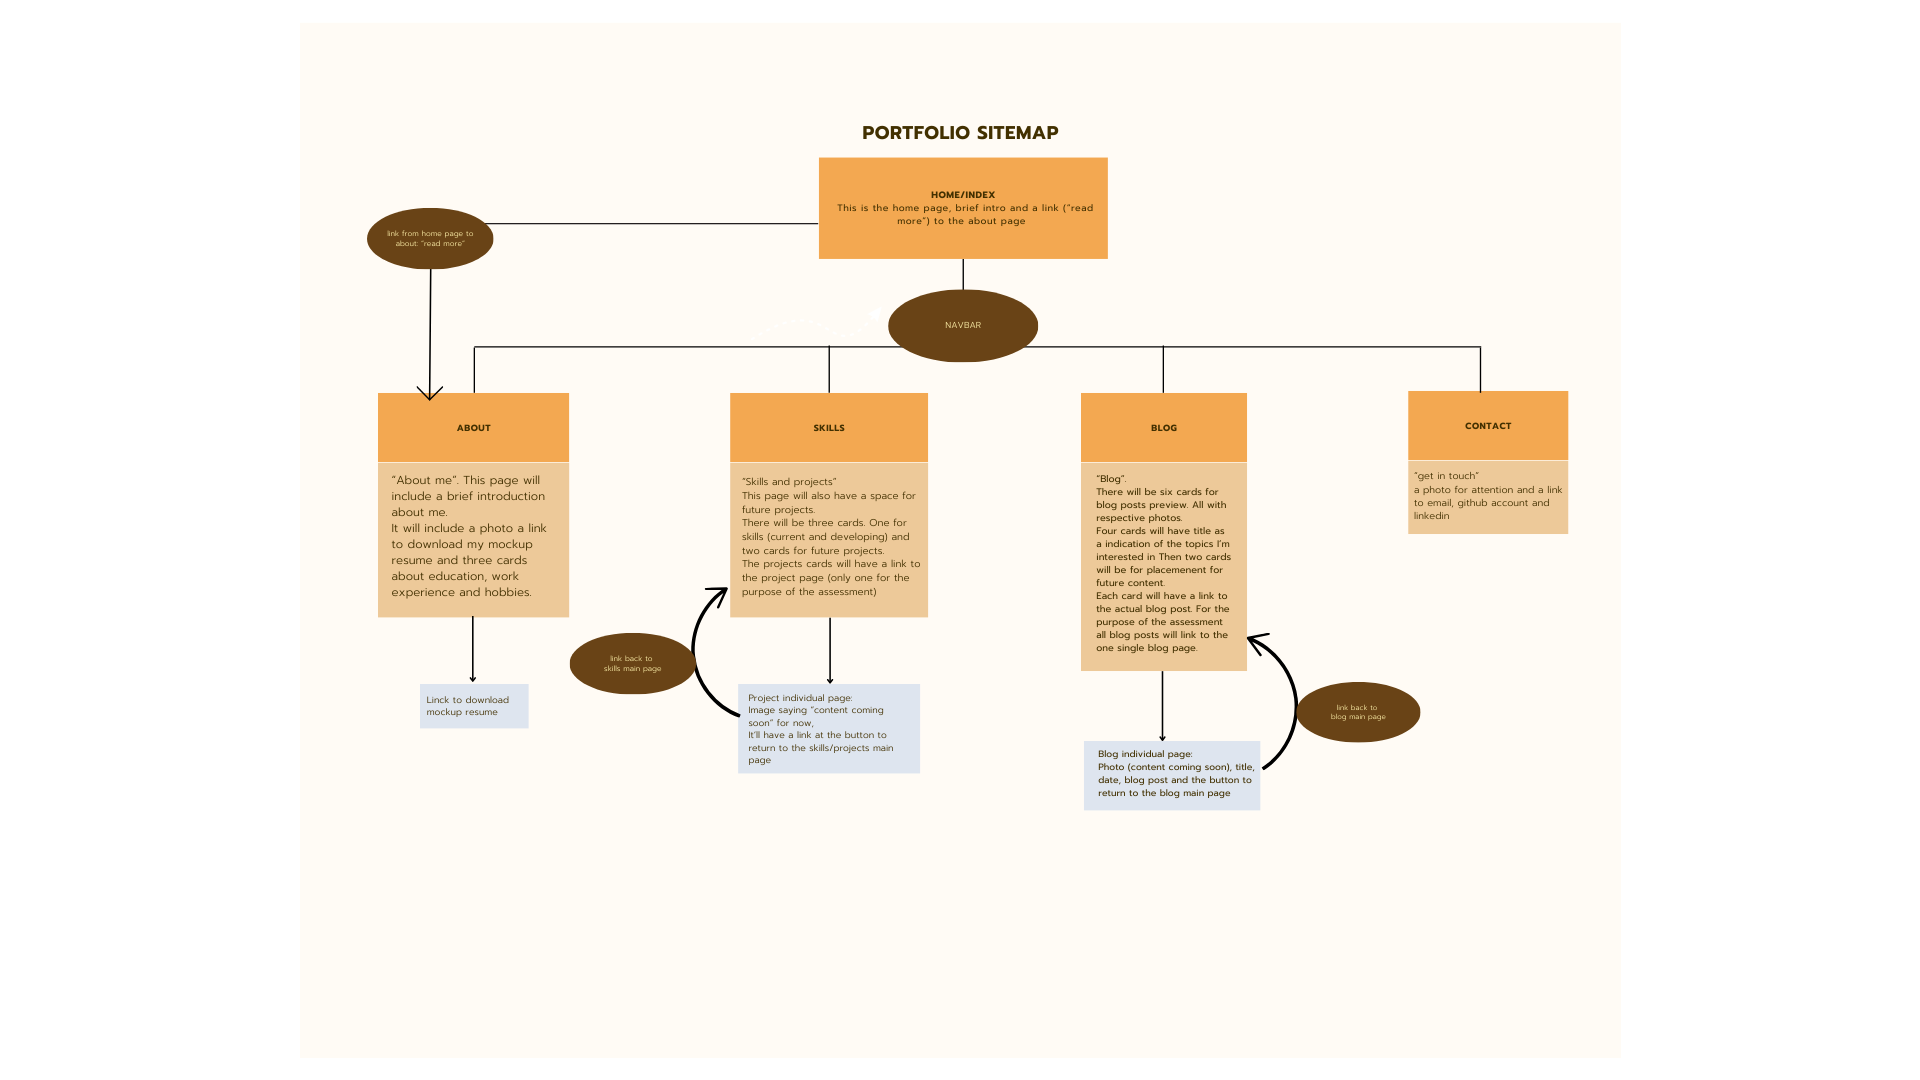 PORTFOLIO SITEMAP
HOME/INDEX
This is the home page, brief intro and a link (“read
more”) to the about page
link from home page to
about: “read more”
NAVBAR
ABOUT
“About me”. This page will
include a brief introduction
about me.
It will include a photo a link
to download my mockup
resume and three cards
about education, work
experience and hobbies.
Linck to download
mockup resume
SKILLS
“Skills and projects”
This page will also have a space for
future projects.
There will be three cards. One for
skills (current and developing) and
two cards for future projects.
The projects cards will have a link to
the project page (only one for the
purpose of the assessment)
link back to
skills main page
Project individual page:
Image saying “content coming
soon” for now,
It’ll have a link at the button to
return to the skills/projects main
page
BLOG
“Blog”.
There will be six cards for
blog posts preview. All with
respective photos.
Four cards will have title as
a indication of the topics I’m
interested in Then two cards
will be for placemenent for
future content.
Each card will have a link to
the actual blog post. For the
purpose of the assessment
all blog posts will link to the
one single blog page.
link back to
blog main page
Blog individual page:
Photo (content coming soon), title,
date, blog post and the button to
return to the blog main page
CONTACT
“get in touch”
a photo for attention and a link
to email, github account and
linkedin